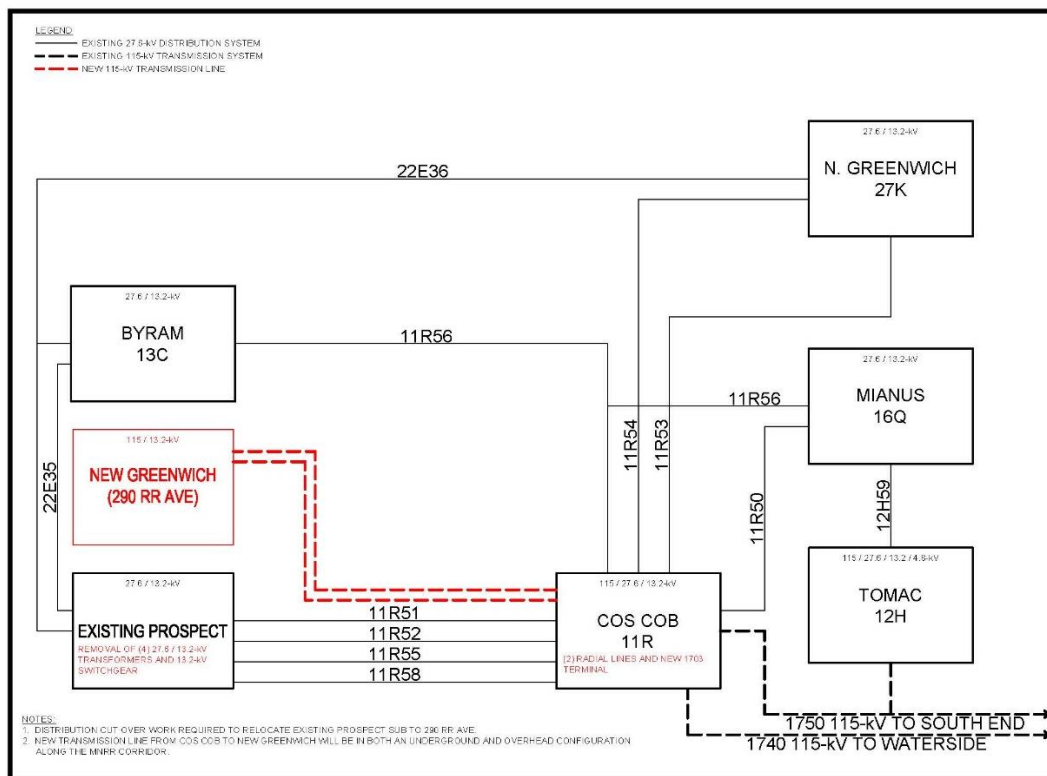 LEGEND
EXISTING 27.6-kV DISTRIBUTION SYSTEM
EXISTING 115-kV TRANSMISSION SYSTEM
NEW 115-kV TRANSMISSION LINE
27.6 / 13.2-kV
N. GREENWICH
27K
22E36
27.6 / 13.2-kV
BYRAM
13C
11R56
27.6 / 13.2-kV
MIANUS
16Q
11R56
11R54
11R53
115 / 13.2-kV
NEW GREENWICH
(290 RR AVE)
22E35
11R50
12H59
27.6 / 13.2-kV
EXISTING PROSPECT
REMOVAL OF (4) 27.6 / 13.2-kV
TRANSFORMERS AND 13.2-kV
SWITCHGEAR
11R51
11R52
11R55
11R58
115 / 27.6 / 13.2-kV
COS COB
11R
(2) RADIAL LINES AND NEW 1703
TERMINAL
115 / 27.6 / 13.2 / 4.8-kV
TOMAC
12H
1750 115-kV TO SOUTH END
1740 115-kV TO WATERSIDE
NOTES:
1. DISTRIBUTION CUT OVER WORK REQUIRED TO RELOCATE EXISTING PROSPECT SUB TO 290 RR AVE.
2. NEW TRANSMISSION LINE FROM COS COB TO NEW GREENWICH WILL BE IN BOTH AN UNDERGROUND AND OVERHEAD CONFIGURATION
ALONG THE MNRR CORRIDOR.